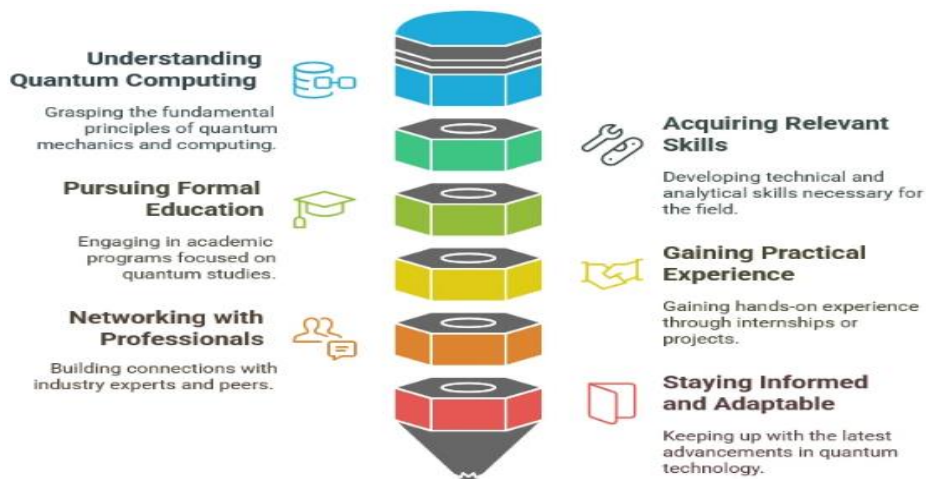 Understanding
Quantum Computing
Grasping the fundamental
principles of quantum
mechanics and computing.
Acquiring Relevant
Skills
Developing technical and
analytical skills necessary for
the field.
Pursuing Formal
Education
Engaging in academic
programs focused on
quantum studies.
Gaining Practical
Experience
Gaining hands-on experience
through internships or
projects.
Networking with
Professionals
Building connections with
industry experts and peers.
Staying Informed
and Adaptable
Keeping up with the latest
advancements in quantum
technology.